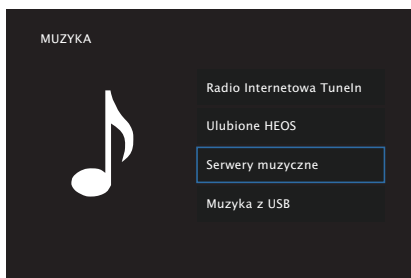 MUZYKA
Radio Internetowa TuneIn
Ulubione HEOS
Serwery muzyczne
Muzyka z USB